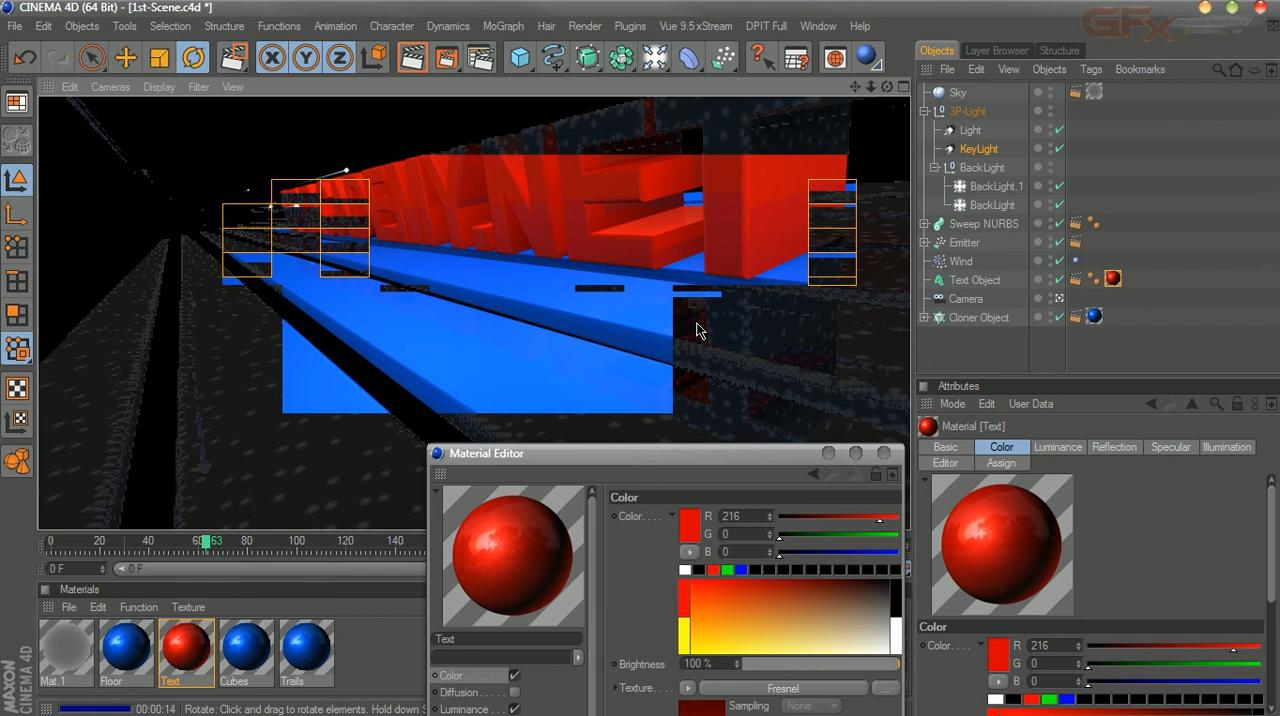 CINEMA 4D (64 Bit) - [1st-Scene.c4d *]
File Edit Objects Tools Selection Structure Functions Animation Character Dynamics MoGraph Hair Render Plugins Vue 9.5xStream DPIT Full Window Help
GFx
Objects Layer Browser Structure
File Edit View Objects Tags Bookmarks
Edit Cameras Display Filter View
Sky
3P-Light
Light
KeyLight
BackLight
BackLight.1
BackLight
Sweep NURBS
Emitter
Wind
Text Object
Camera
Cloner Object
Attributes
Mode Edit User Data
Material [Text]
Basic Color Luminance Reflection Specular Illumination
Editor Assign
Color
Color. . . . R 216
G 0
B 0
Material Editor
Color
Color. . . . R 216
G 0
B 0
Brightness 100 %
Texture. . . . . Fresnel ...
Sampling None
Text
Color
Diffusion
Luminance
0 20 40 60 63 80 100 120 140
0 F 0 F
Materials
File Edit Function Texture
Mat.1 Floor Text Cubes Trails
00:00:14 Rotate: Click and drag to rotate elements. Hold down S
MAXON
CINEMA 4D